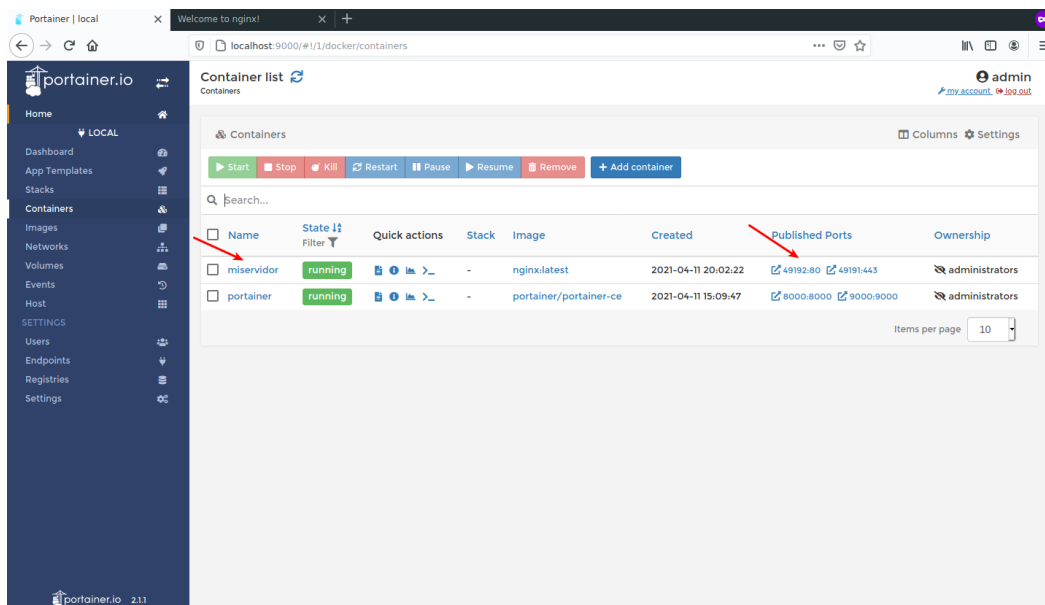 Portainer | local
Welcome to nginx!
localhost:9000/#!/1/docker/containers
portainer.io
Container list
Containers
admin
my account log out
Home
LOCAL
Dashboard
App Templates
Stacks
Containers
Images
Networks
Volumes
Events
Host
SETTINGS
Users
Endpoints
Registries
Settings
Containers
Columns Settings
Start Stop Kill Restart Pause Resume Remove + Add container
Search...
Name State Filter Quick actions Stack Image Created Published Ports Ownership
miservidor running - nginx:latest 2021-04-11 20:02:22 49192:80 49191:443 administrators
portainer running - portainer/portainer-ce 2021-04-11 15:09:47 8000:8000 9000:9000 administrators
Items per page 10
portainer.io 2.1.1